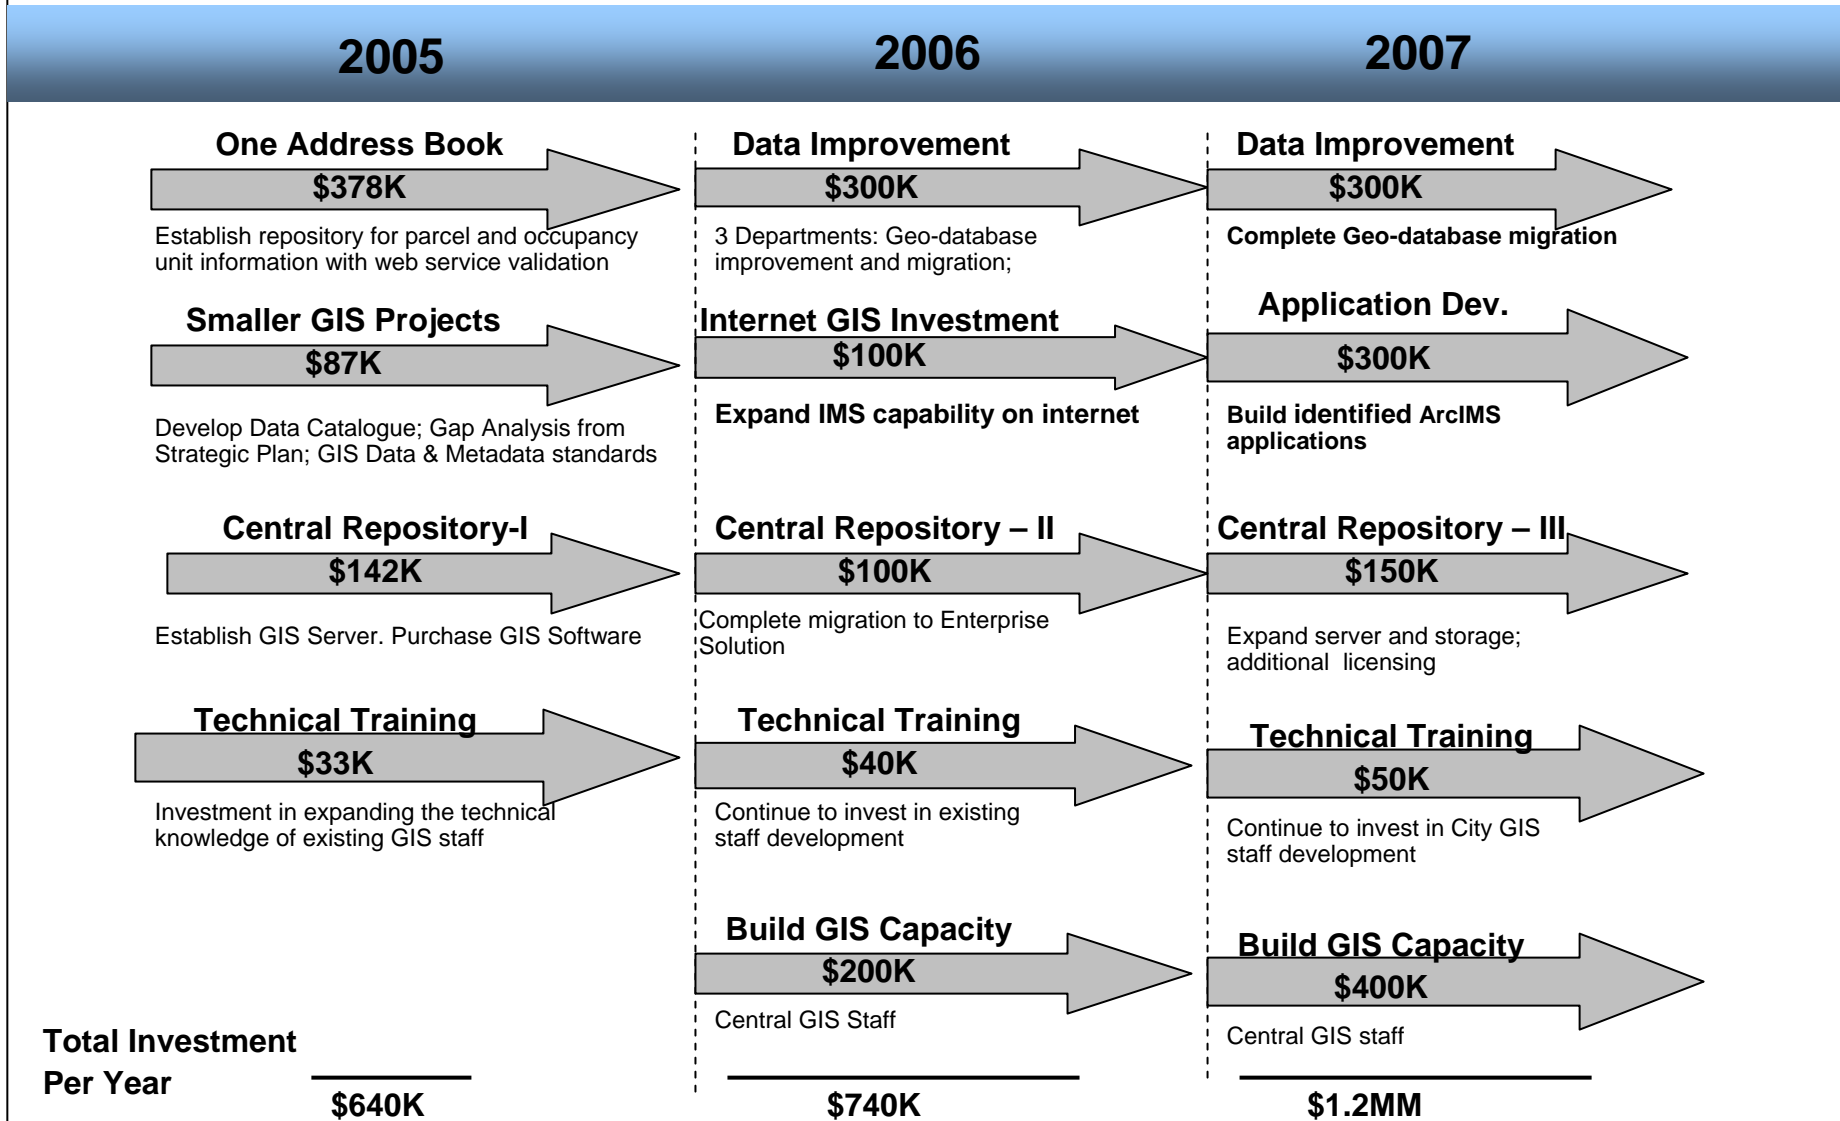 2005
2006
2007
One Address Book
$378K
Establish repository for parcel and occupancy
unit information with web service validation
Smaller GIS Projects
$87K
Develop Data Catalogue; Gap Analysis from
Strategic Plan; GIS Data & Metadata standards
Central Repository-I
$142K
Establish GIS Server. Purchase GIS Software
Technical Training
$33K
Investment in expanding the technical
knowledge of existing GIS staff
Data Improvement
$300K
3 Departments: Geo-database
improvement and migration;
Internet GIS Investment
$100K
Expand IMS capability on internet
Central Repository – II
$100K
Complete migration to Enterprise
Solution
Technical Training
$40K
Continue to invest in existing
staff development
Build GIS Capacity
$200K
Central GIS Staff
Data Improvement
$300K
Complete Geo-database migration
Application Dev.
$300K
Build identified ArcIMS
applications
Central Repository – III
$150K
Expand server and storage;
additional licensing
Technical Training
$50K
Continue to invest in City GIS
staff development
Build GIS Capacity
$400K
Central GIS staff
Total Investment
Per Year
$640K
$740K
$1.2MM